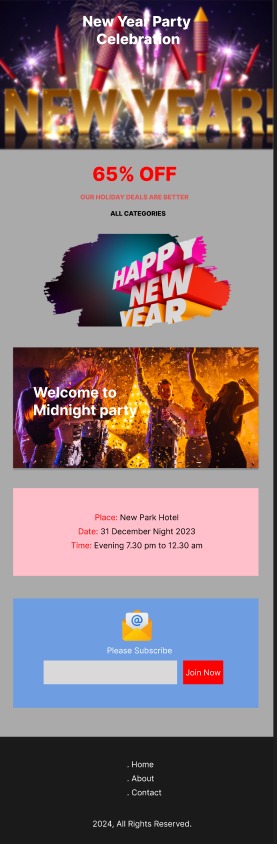 New Year Party
Celebration
NEW YEAR!
65% OFF
OUR HOLIDAY DEALS ARE BETTER
ALL CATEGORIES
HAPPY
NEW
YEAR
Welcome to
Midnight party
Place: New Park Hotel
Date: 31 December Night 2023
Time: Evening 7.30 pm to 12.30 am
@
Please Subscribe
Join Now
. Home
. About
. Contact
2024, All Rights Reserved.